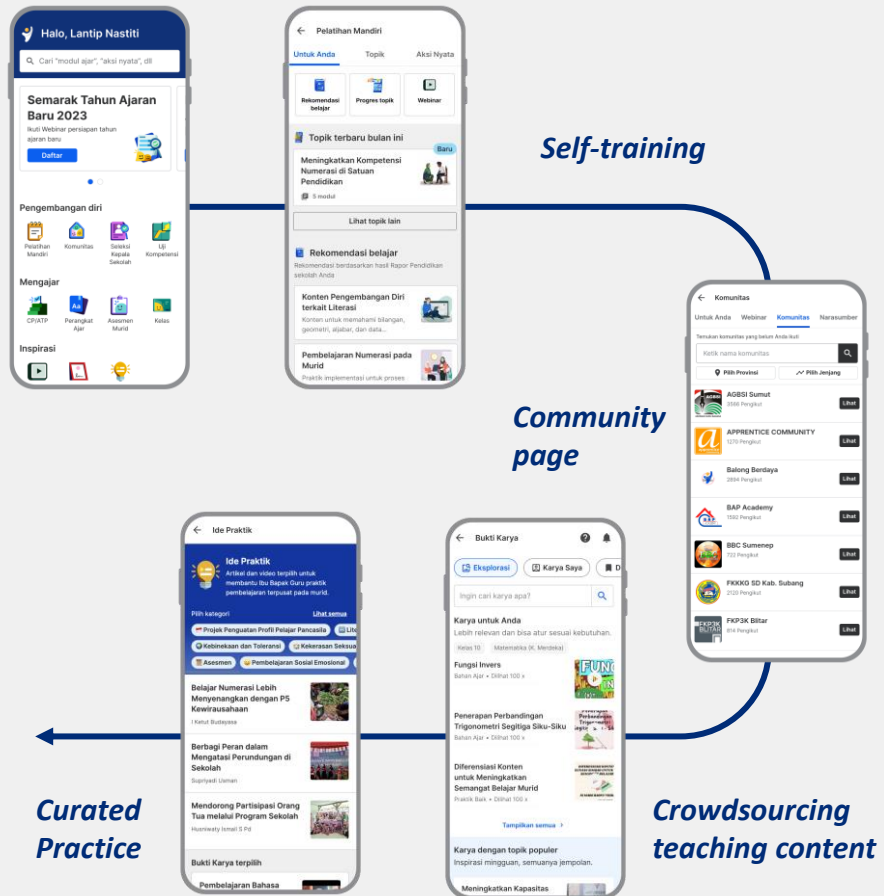 Halo, Lantip Nastiti
Cari "modul ajar", "aksi nyata", dll
Semarak Tahun Ajaran
Baru 2023
Ikuti Webinar persiapan tahun
ajaran baru
Daftar
Pengembangan diri
Pelatihan
Mandiri
Komunitas
Seleksi
Kepala
Sekolah
Uji
Kompetensi
Mengajar
CP/ATP
Perangkat
Ajar
Asesmen
Murid
Kelas
Inspirasi
Pelatihan Mandiri
Untuk Anda
Topik
Aksi Nyata
Rekomendasi
belajar
Progres topik
Webinar
Topik terbaru bulan ini
Baru
Meningkatkan Kompetensi
Numerasi di Satuan
Pendidikan
5 modul
Lihat topik lain
Rekomendasi belajar
Rekomendasi berdasarkan hasil Rapor Pendidikan
sekolah Anda
Konten Pengembangan Diri
terkait Literasi
Konten untuk memahami bilangan,
geometri, aljabar, dan data...
Pembelajaran Numerasi pada
Murid
Praktik implementasi untuk proses
Self-training
Komunitas
Untuk Anda
Webinar
Komunitas
Narasumber
Temukan komunitas yang belum Anda ikuti
Ketik nama komunitas
Pilih Provinsi
Pilih Jenjang
AGBSI Sumut
Pengikut
Lihat
APPRENTICE COMMUNITY
1270 Pengikut
Lihat
Balong Berdaya
2894 Pengikut
Lihat
BAP Academy
1592 Pengikut
Lihat
BBC Sumenep
722 Pengikut
Lihat
FKKKG SD Kab. Subang
2120 Pengikut
Lihat
FKP3K Blitar
814 Pengikut
Lihat
Community
page
Ide Praktik
Ide Praktik
Artikel dan video terpilih untuk
membantu Ibu Bapak Guru praktik
pembelajaran terpusat pada murid.
Pilih kategori
Lihat semua
Projek Penguatan Profil Pelajar Pancasila
Lite
Kebinekaan dan Toleransi
Kekerasan Seksua
Asesmen
Pembelajaran Sosial Emosional
Belajar Numerasi Lebih
Menyenangkan dengan P5
Kewirausahaan
I Ketut Budayasa
Berbagi Peran dalam
Mengatasi Perundungan di
Sekolah
Supriyadi Usman
Mendorong Partisipasi Orang
Tua melalui Program Sekolah
Husniwaty Ismail S Pd
Bukti Karya terpilih
Pembelajaran Bahasa
Bukti Karya
Eksplorasi
Karya Saya
D
Ingin cari karya apa?
Karya untuk Anda
Lebih relevan dan bisa atur sesuai kebutuhan.
Kelas 10
Matematika (K. Merdeka)
Fungsi Invers
Bahan Ajar • Dilihat 100 x
Penerapan Perbandingan
Trigonometri Segitiga Siku-Siku
Bahan Ajar • Dilihat 100 x
Diferensiasi Konten
untuk Meningkatkan
Semangat Belajar Murid
Praktik Baik • Dilihat 100 x
Tampilkan semua
Karya dengan topik populer
Inspirasi mingguan, semuanya jempolan.
Meningkatkan Kapasitas
Curated
Practice
Crowdsourcing
teaching content